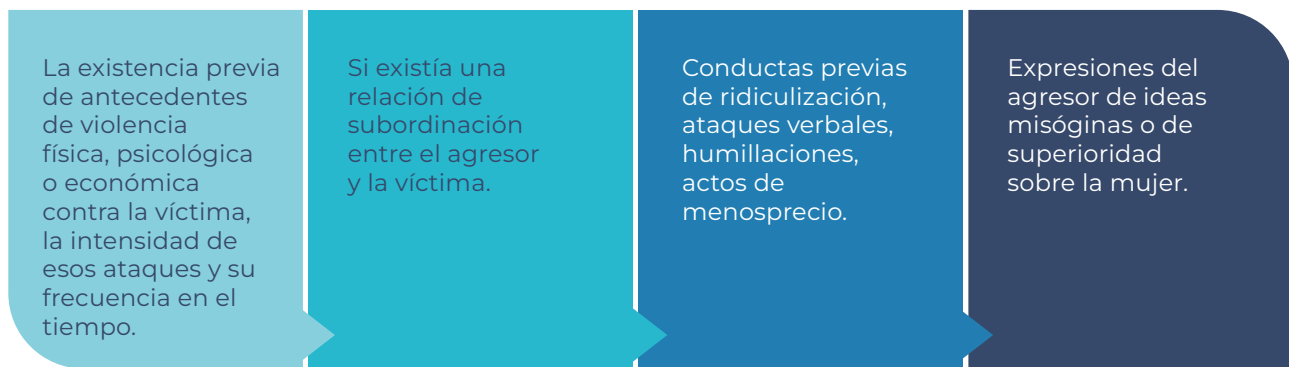 La existencia previa
de antecedentes
de violencia
física, psicológica
o económica
contra la víctima,
la intensidad de
esos ataques y su
frecuencia en el
tiempo.
Si existía una
relación de
subordinación
entre el agresor
y la víctima.
Conductas previas
de ridiculización,
ataques verbales,
humillaciones,
actos de
menosprecio.
Expresiones del
agresor de ideas
misóginas o de
superioridad
sobre la mujer.